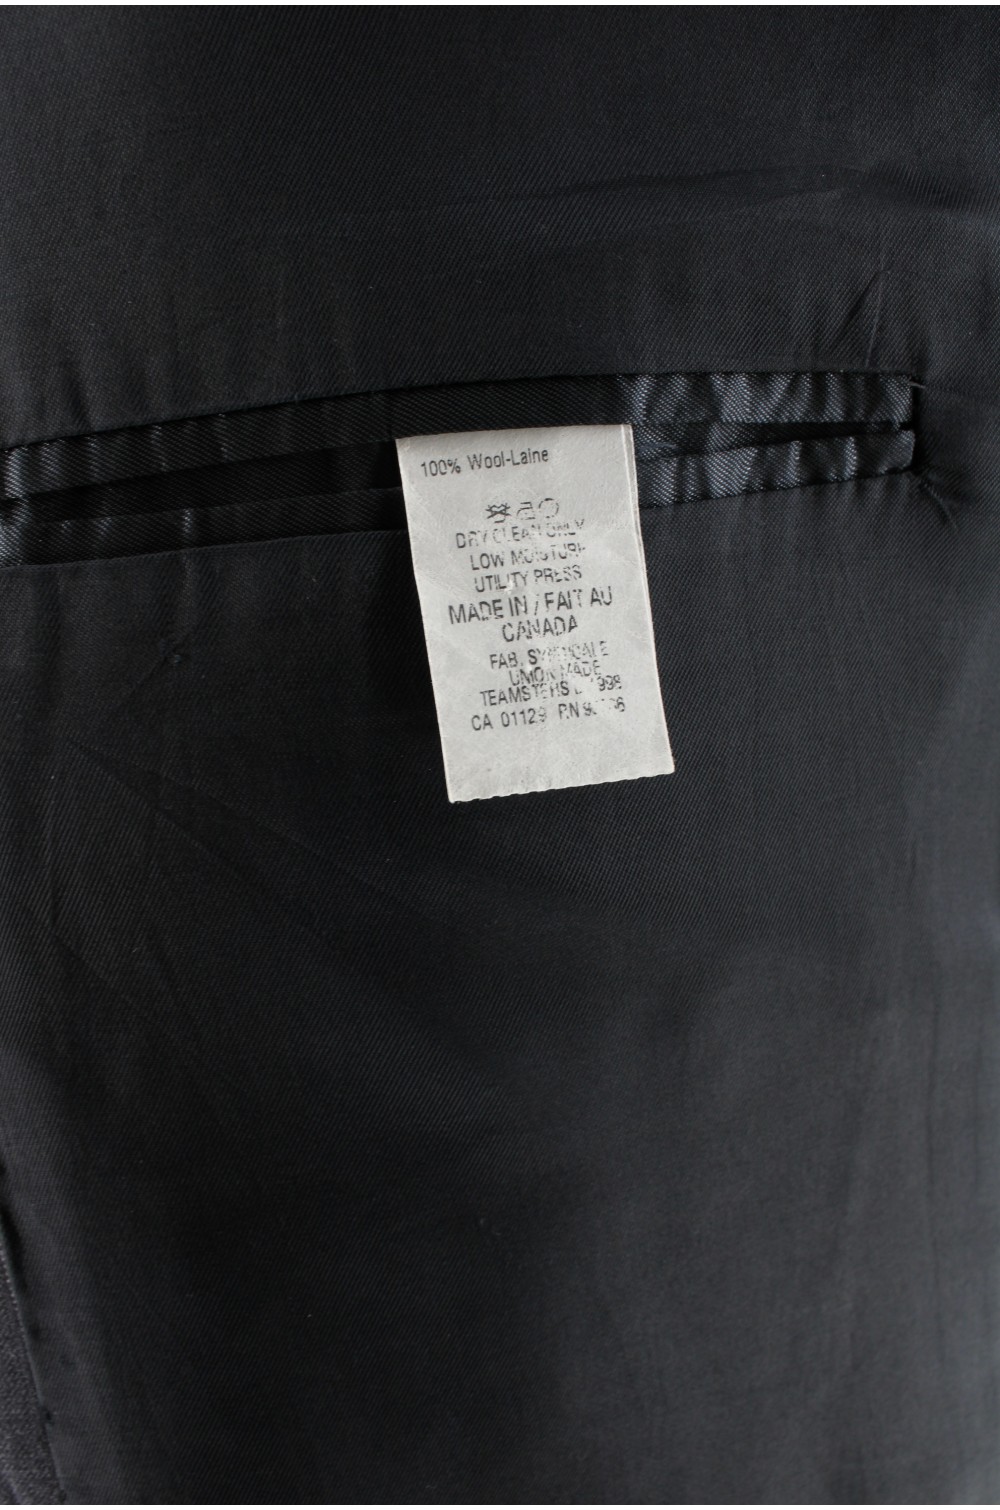 100% Wool-Laine
DRY CLEAN ONLY
LOW MOISTURE
UTILITY PRESS
MADE IN / FAIT AU
CANADA
FAB.
UNION MADE
TEAMSTERS
CA 01129 RN